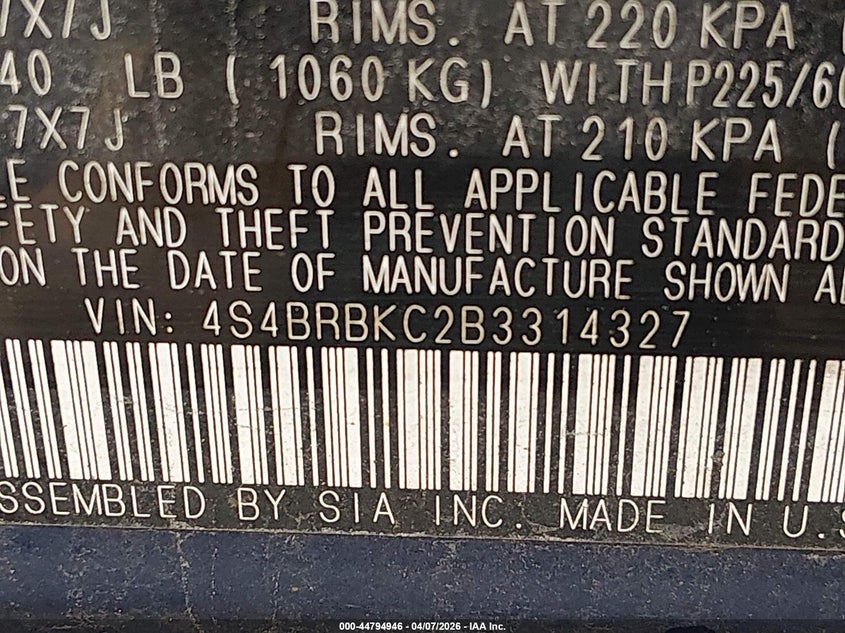 7X7J RIMS. AT 220 KPA (
40 LB ( 1060 KG) WITH P225/60
7X7J RIMS. AT 210 KPA (
LE CONFORMS TO ALL APPLICABLE FEDE
FETY AND THEFT PREVENTION STANDARD
ON THE DATE OF MANUFACTURE SHOWN A
VIN: 4S4BRBKC2B3314327
SSEMBLED BY SIA INC. MADE IN U.S
000-44794946 - 04/07/2026 - IAA Inc.